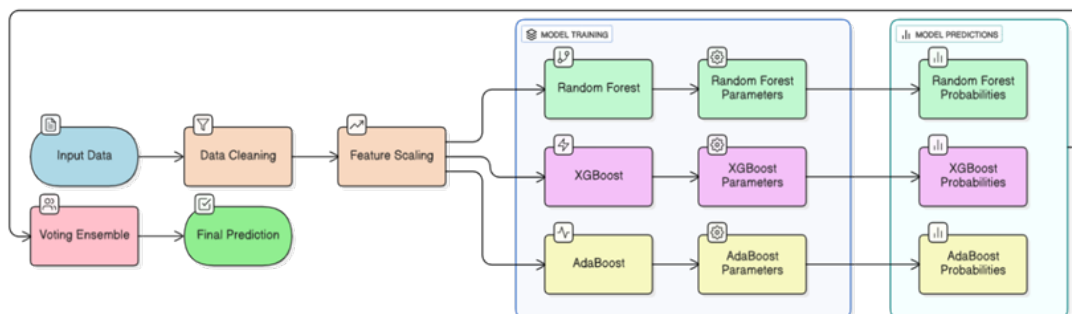 MODEL TRAINING
MODEL PREDICTIONS
Random Forest
Random Forest
Parameters
Random Forest
Probabilities
Input Data
Data Cleaning
Feature Scaling
XGBoost
XGBoost
Parameters
XGBoost
Probabilities
Voting Ensemble
Final Prediction
AdaBoost
AdaBoost
Parameters
AdaBoost
Probabilities